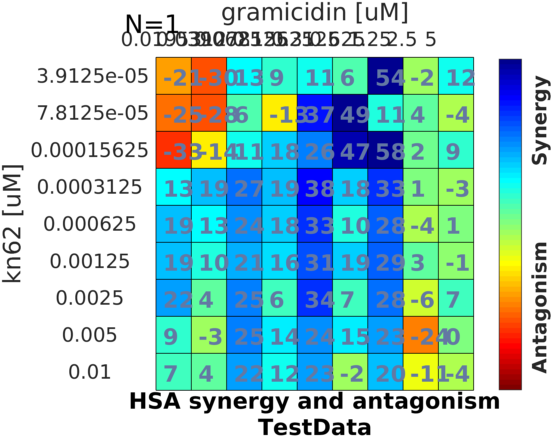 N=1
gramicidin [uM]
2.5 5
3.9125e-05 -21 -30 13 9 11 6 54 -2 12
7.8125e-05 -25 -28 6 -13 37 49 11 4 -4
0.00015625 -33 -14 11 18 26 47 58 2 9
0.0003125 13 19 27 19 38 18 33 1 -3
0.000625 19 13 24 18 33 10 28 -4 1
0.00125 19 10 21 16 31 19 29 3 -1
0.0025 22 4 25 6 34 7 28 -6 7
0.005 9 -3 25 14 24 15 23 -24 0
0.01 7 4 22 12 23 -2 20 -11 -4
kn62 [uM]
Synergy
Antagonism
HSA synergy and antagonism
TestData